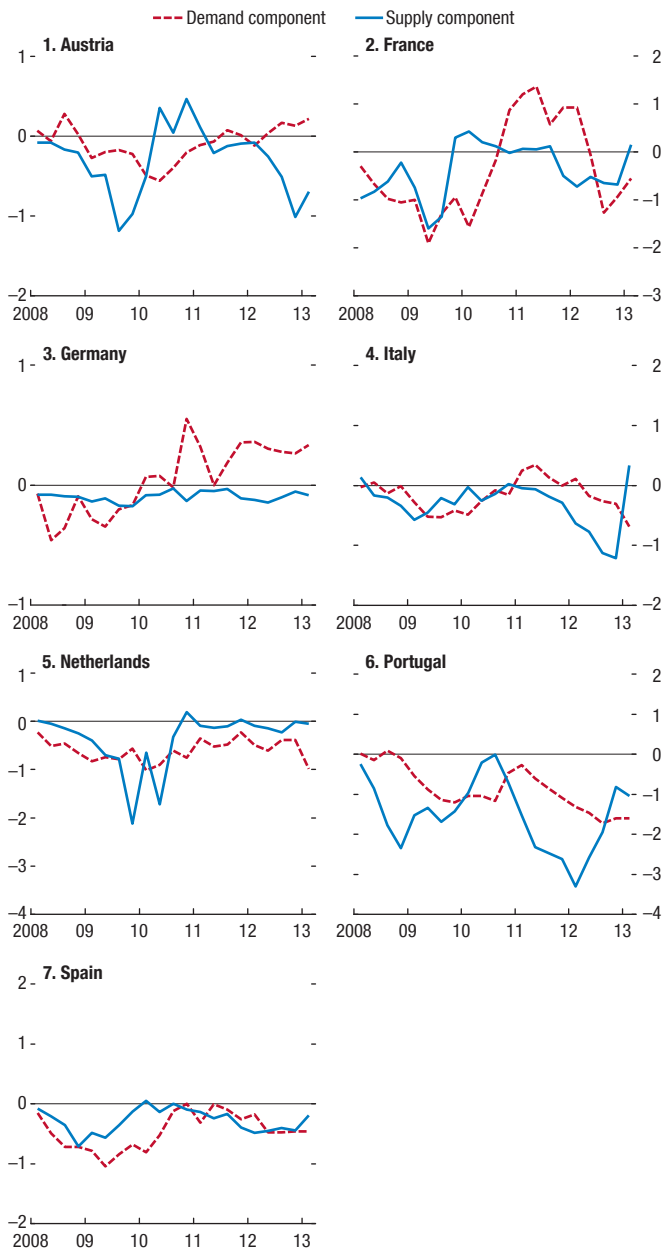 Demand component Supply component
1. Austria
1
0
–1
–2
2008 09 10 11 12 13
2. France
2
1
0
–1
–2
–3
2008 09 10 11 12 13
3. Germany
1
0
–1
2008 09 10 11 12 13
4. Italy
2
1
0
–1
–2
2008 09 10 11 12 13
5. Netherlands
1
0
–1
–2
–3
–4
2008 09 10 11 12 13
6. Portugal
2
1
0
–1
–2
–3
–4
2008 09 10 11 12 13
7. Spain
2
1
0
–1
–2
2008 09 10 11 12 13